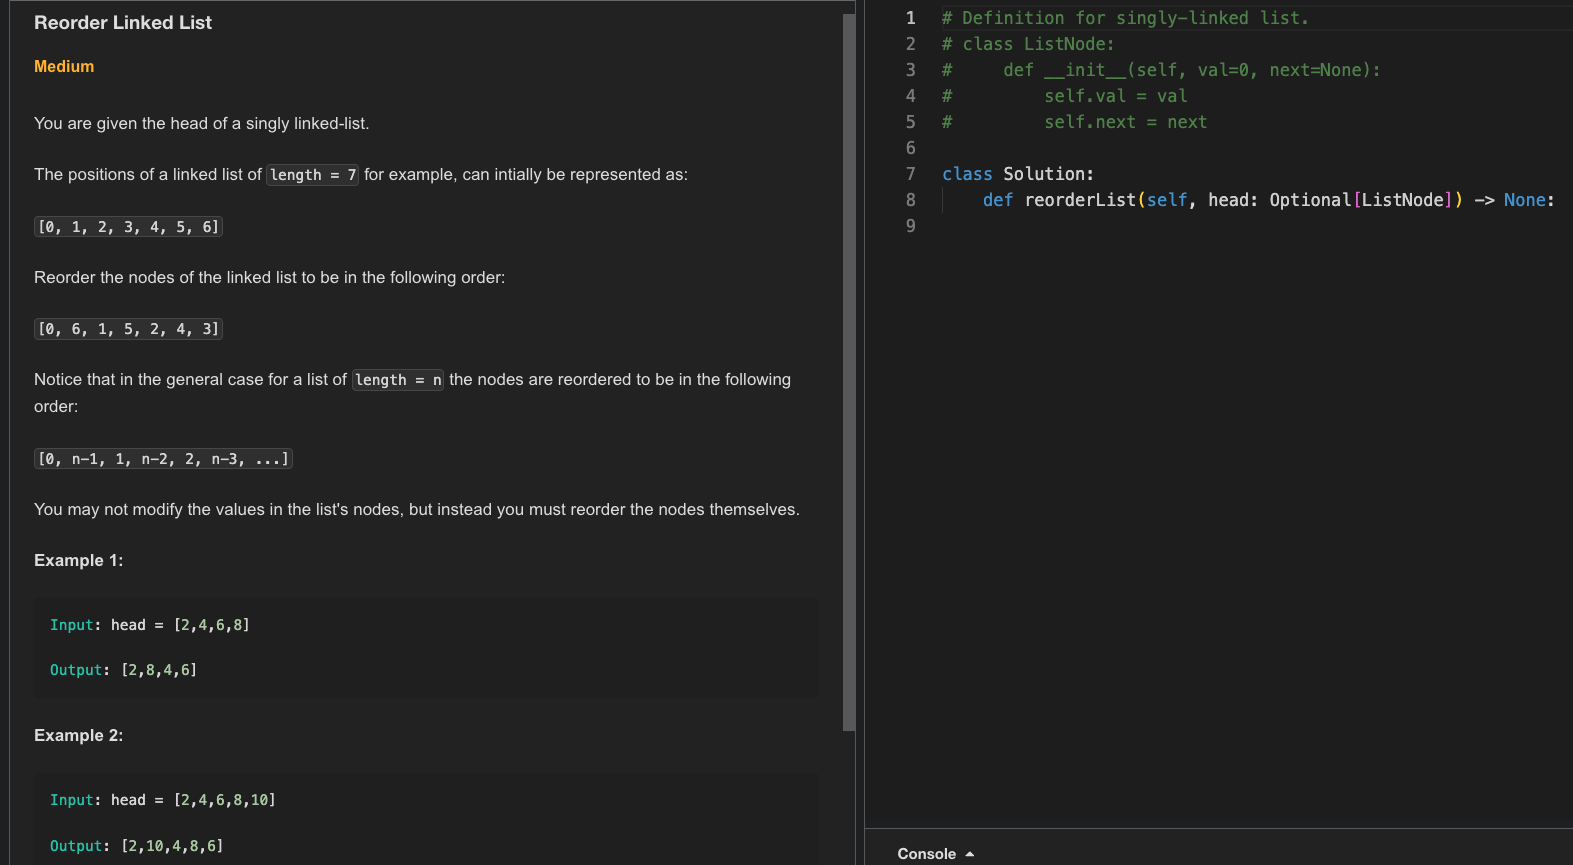 Reorder Linked List
Medium
You are given the head of a singly linked-list.
The positions of a linked list of length = 7 for example, can intially be represented as:
[0, 1, 2, 3, 4, 5, 6]
Reorder the nodes of the linked list to be in the following order:
[0, 6, 1, 5, 2, 4, 3]
Notice that in the general case for a list of length = n the nodes are reordered to be in the following
order:
[0, n-1, 1, n-2, 2, n-3, ...]
You may not modify the values in the list's nodes, but instead you must reorder the nodes themselves.
Example 1:
Input: head = [2,4,6,8]
Output: [2,8,4,6]
Example 2:
Input: head = [2,4,6,8,10]
Output: [2,10,4,8,6]
1 # Definition for singly-linked list.
2 # class ListNode:
3 #     def __init__(self, val=0, next=None):
4 #         self.val = val
5 #         self.next = next
6
7 class Solution:
8     def reorderList(self, head: Optional[ListNode]) -> None:
9
Console